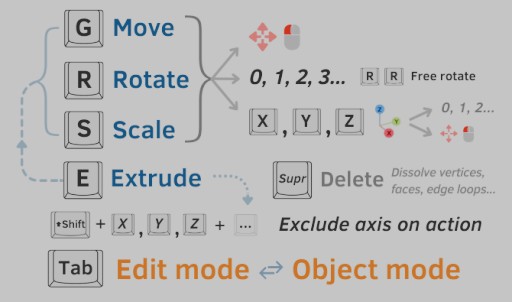 G Move
R Rotate
S Scale
0, 1, 2, 3...
R R Free rotate
X , Y , Z
Z
Y
X
0, 1, 2...
E Extrude
Supr Delete
Dissolve vertices,
faces, edge loops...
⬆Shift + X , Y , Z + ...
Exclude axis on action
Tab Edit mode ⇄ Object mode